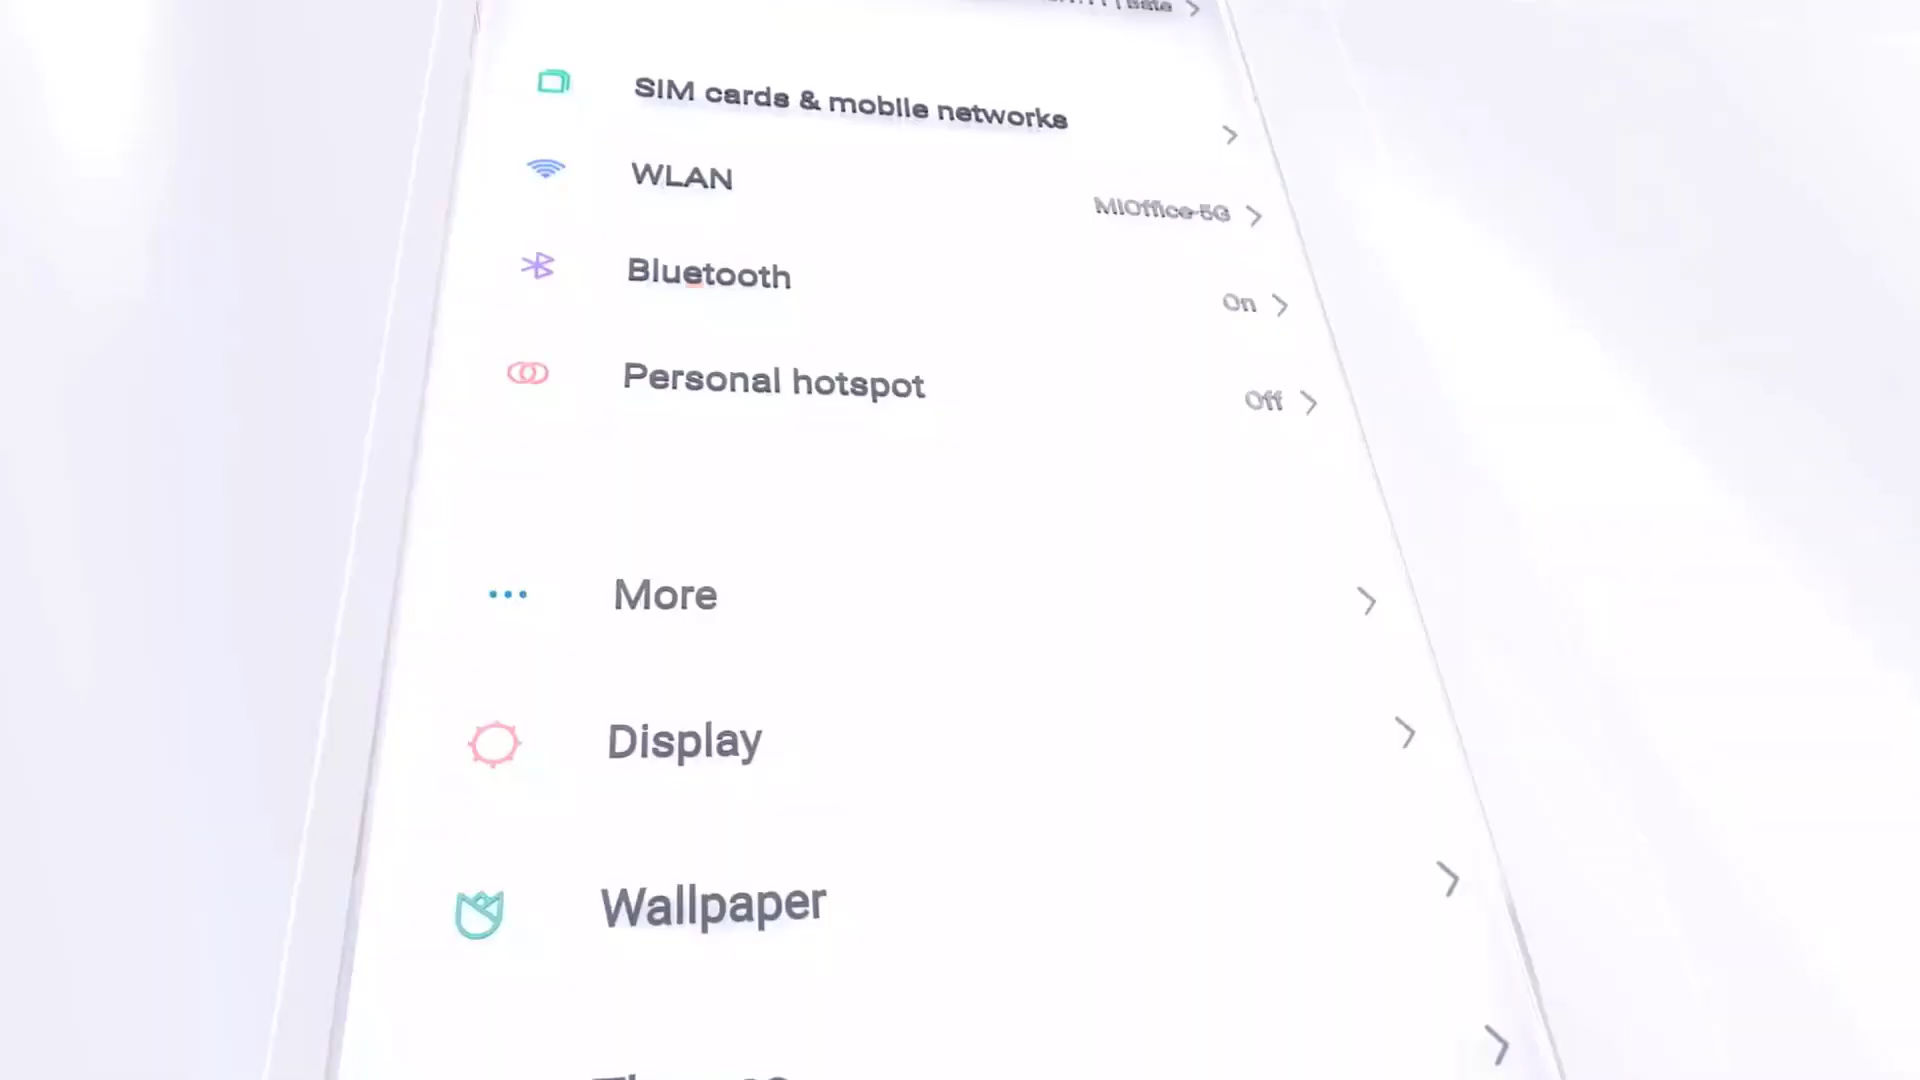 SIM cards & mobile networks
WLAN
MIOffice-5G
Bluetooth
On
Personal hotspot
Off
More
Display
Wallpaper